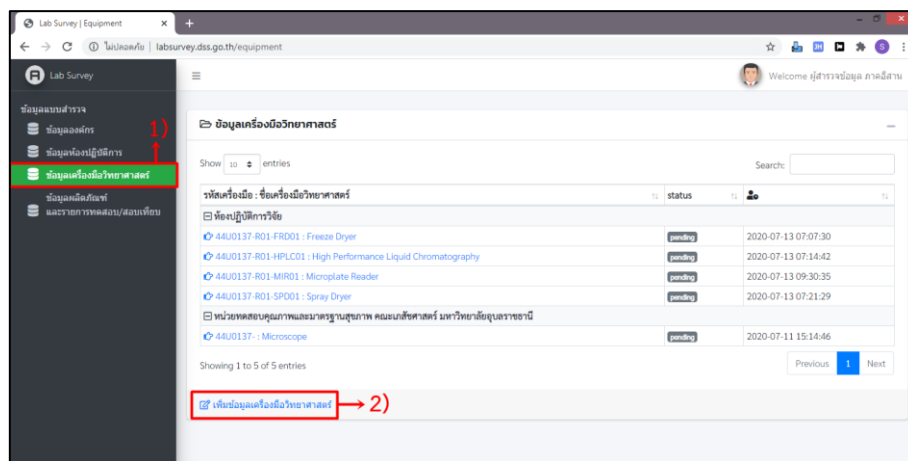 Lab Survey | Equipment
ไม่ปลอดภัย | labsurvey.dss.go.th/equipment
Lab Survey
Welcome ผู้สำรวจข้อมูล ภาคอีสาน
ข้อมูลแบบสำรวจ
ข้อมูลองค์กร
1)
ข้อมูลห้องปฏิบัติการ
ข้อมูลเครื่องมือวิทยาศาสตร์
ข้อมูลผลิตภัณฑ์
และรายการทดสอบ/สอบเทียบ
ข้อมูลเครื่องมือวิทยาศาสตร์
Show 10 entries
Search:
รหัสเครื่องมือ : ชื่อเครื่องมือวิทยาศาสตร์ status
ห้องปฏิบัติการวิจัย
44U0137-R01-FRD01 : Freeze Dryer pending 2020-07-13 07:07:30
44U0137-R01-HPLC01 : High Performance Liquid Chromatography pending 2020-07-13 07:14:42
44U0137-R01-MIR01 : Microplate Reader pending 2020-07-13 09:30:35
44U0137-R01-SPD01 : Spray Dryer pending 2020-07-13 07:21:29
หน่วยทดสอบคุณภาพและมาตรฐานสุขภาพ คณะเภสัชศาสตร์ มหาวิทยาลัยอุบลราชธานี
44U0137- : Microscope pending 2020-07-11 15:14:46
Showing 1 to 5 of 5 entries
Previous 1 Next
เพิ่มข้อมูลเครื่องมือวิทยาศาสตร์ 2)